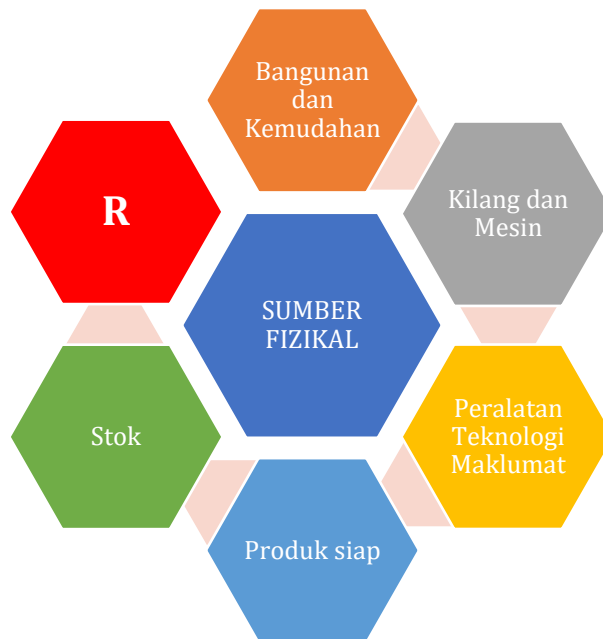 Bangunan
dan
Kemudahan
R
Kilang dan
Mesin
SUMBER
FIZIKAL
Stok
Peralatan
Teknologi
Maklumat
Produk siap